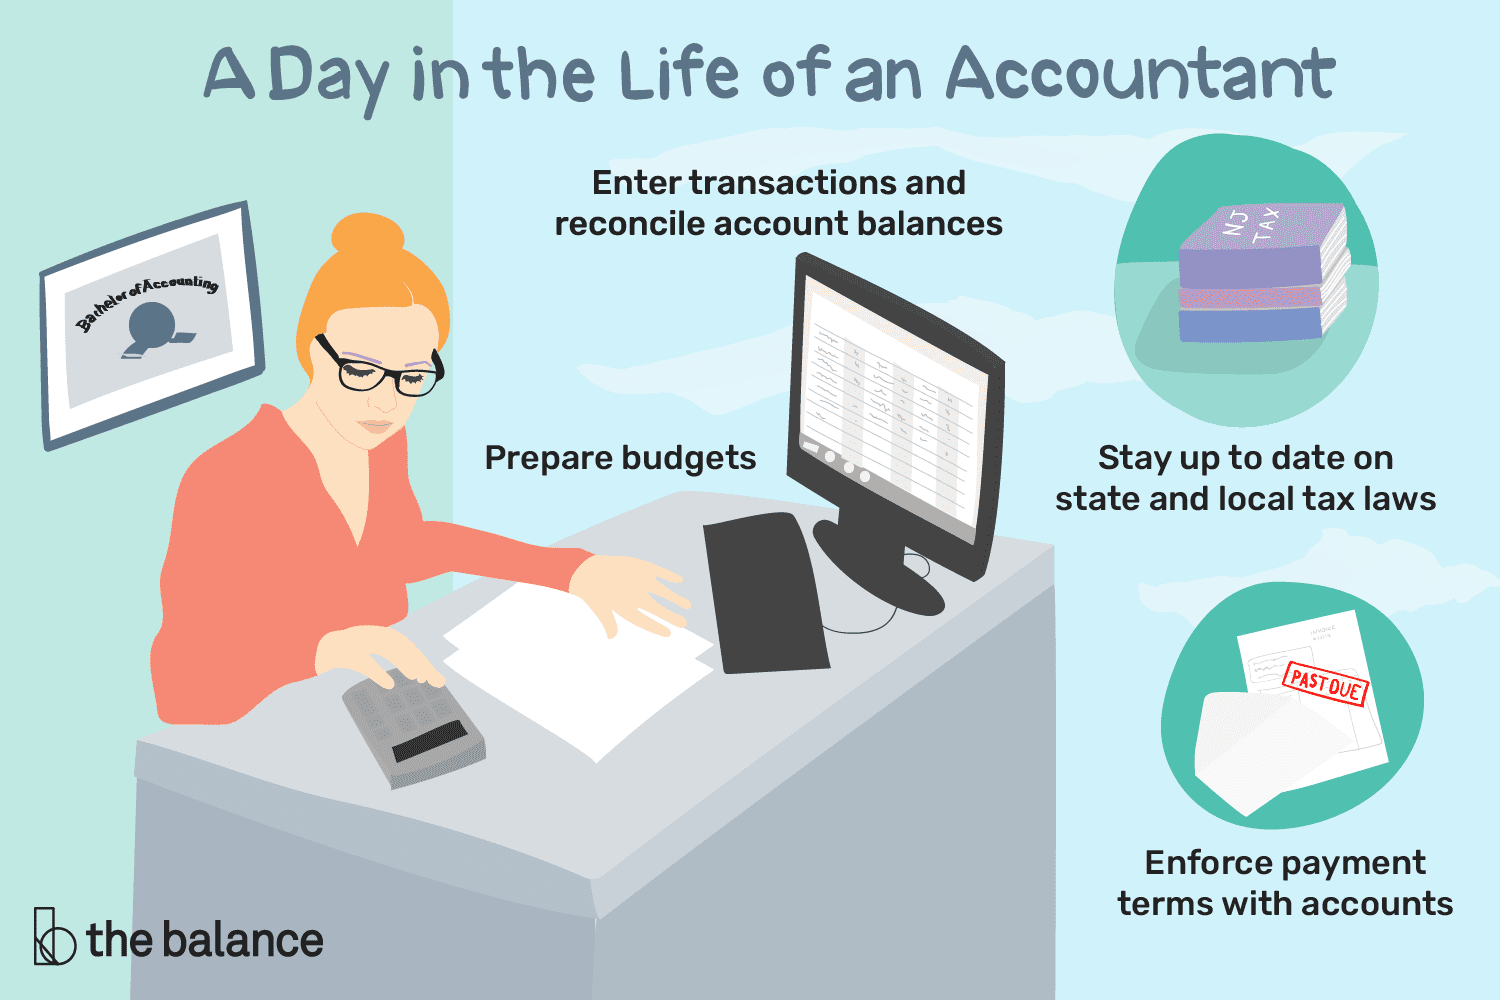 A Day in the Life of an Accountant
Enter transactions and
reconcile account balances
NJ
TAX
Bachelor of Accounting
Prepare budgets
Stay up to date on
state and local tax laws
INVOICE
PAST DUE
Enforce payment
terms with accounts
the balance